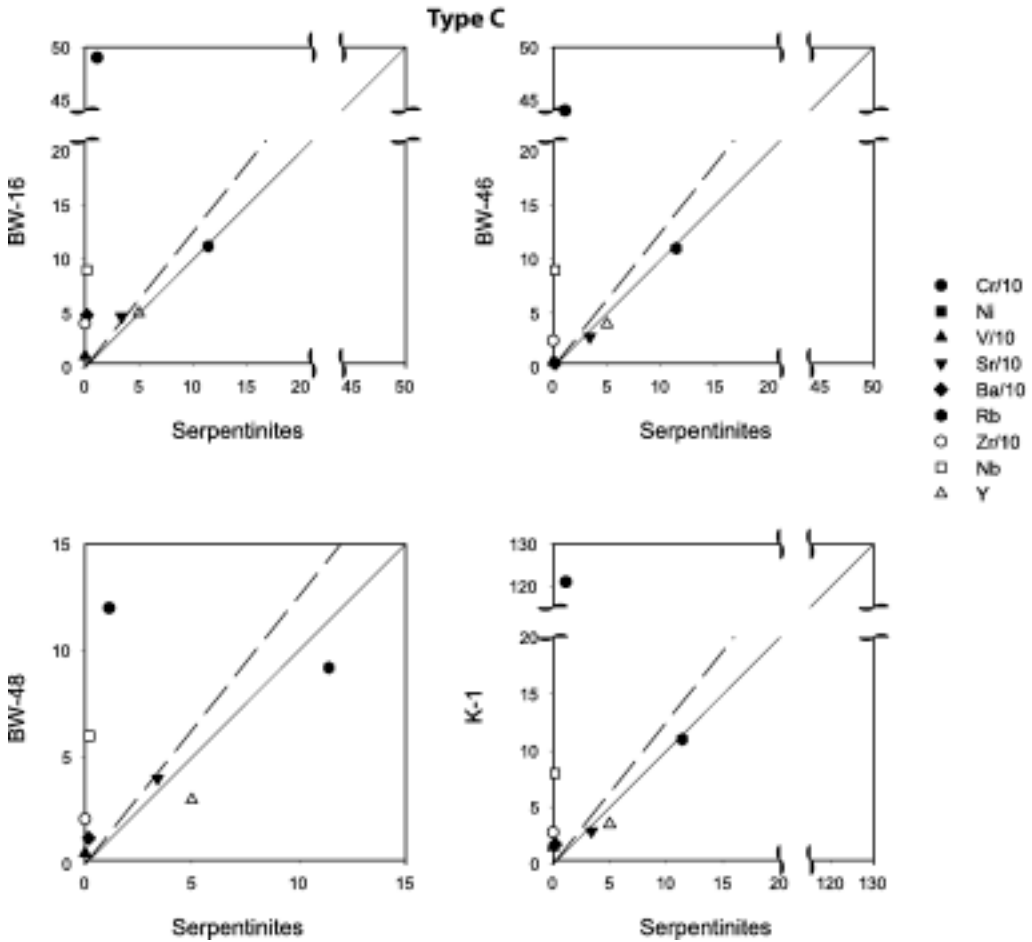 Type C
50
45
20
15
10
5
0
BW-16
0 5 10 15 20 45 50
Serpentinites
50
45
20
15
10
5
0
BW-46
0 5 10 15 20 45 50
Serpentinites
Cr/10
Ni
V/10
Sr/10
Ba/10
Rb
Zr/10
Nb
Y
15
10
5
0
BW-48
0 5 10 15
Serpentinites
130
120
20
15
10
5
0
K-1
0 5 10 15 20 120 130
Serpentinites